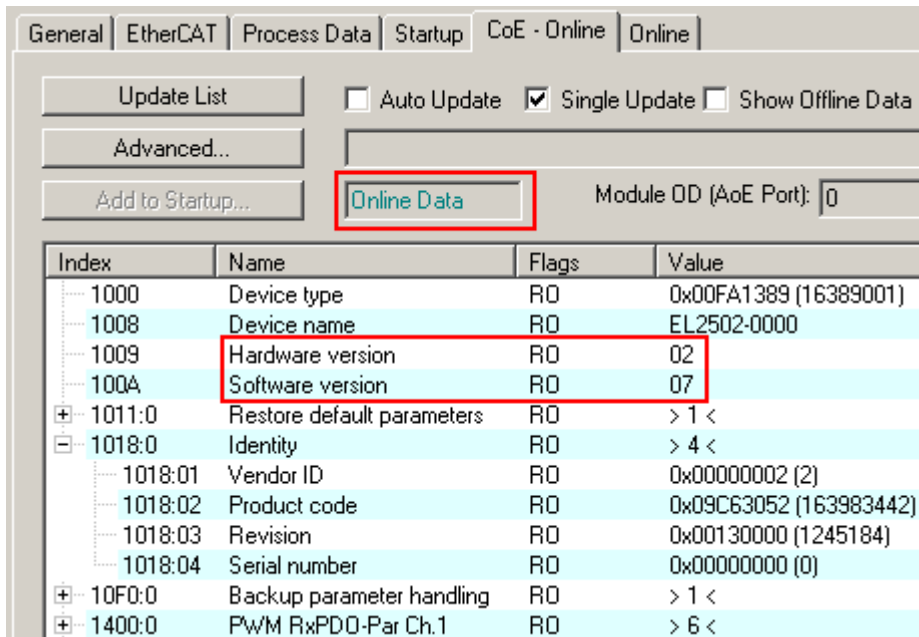 General EtherCAT Process Data Startup CoE - Online Online
Update List Auto Update Single Update Show Offline Data
Advanced...
Add to Startup... Online Data Module OD (AoE Port): 0
Index Name Flags Value
1000 Device type RO 0x00FA1389 (16389001)
1008 Device name RO EL2502-0000
1009 Hardware version RO 02
100A Software version RO 07
1011:0 Restore default parameters RO > 1 <
1018:0 Identity RO > 4 <
1018:01 Vendor ID RO 0x00000002 (2)
1018:02 Product code RO 0x09C63052 (163983442)
1018:03 Revision RO 0x00130000 (1245184)
1018:04 Serial number RO 0x00000000 (0)
10F0:0 Backup parameter handling RO > 1 <
1400:0 PWM RxPDO-Par Ch.1 RO > 6 <